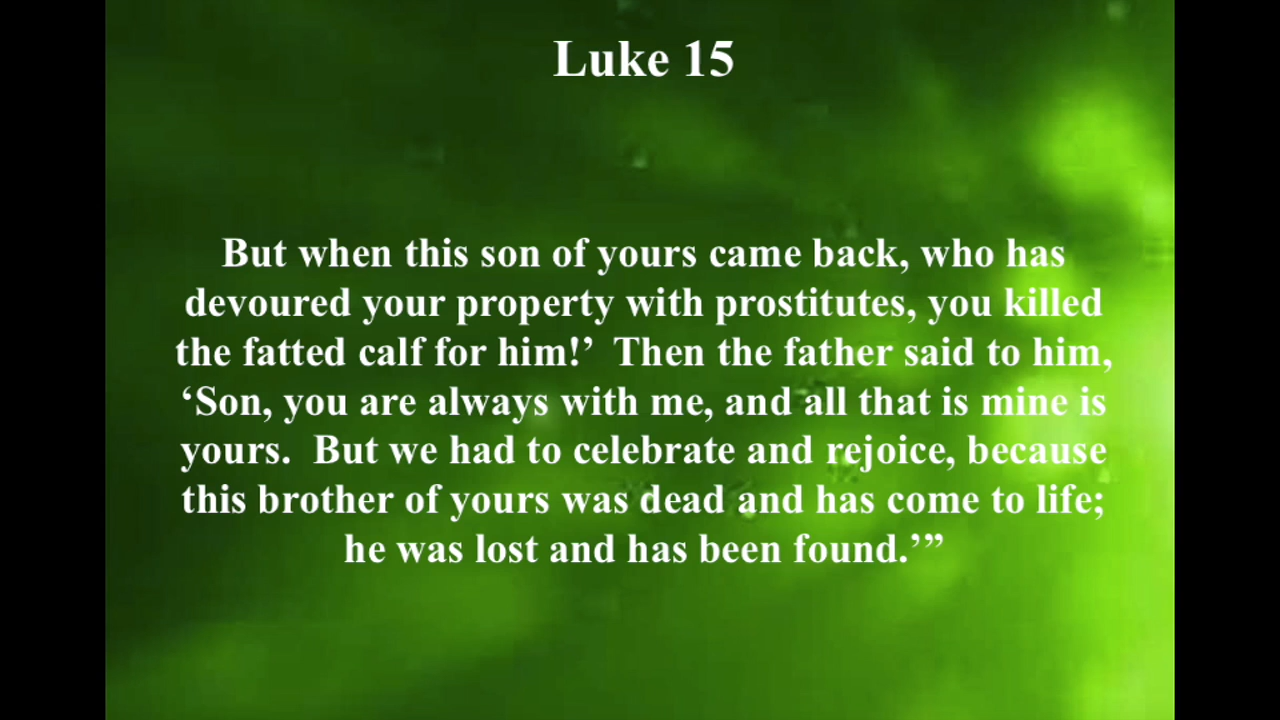 Luke 15
But when this son of yours came back, who has
devoured your property with prostitutes, you killed
the fatted calf for him!’  Then the father said to him,
‘Son, you are always with me, and all that is mine is
yours.  But we had to celebrate and rejoice, because
this brother of yours was dead and has come to life;
he was lost and has been found.’”